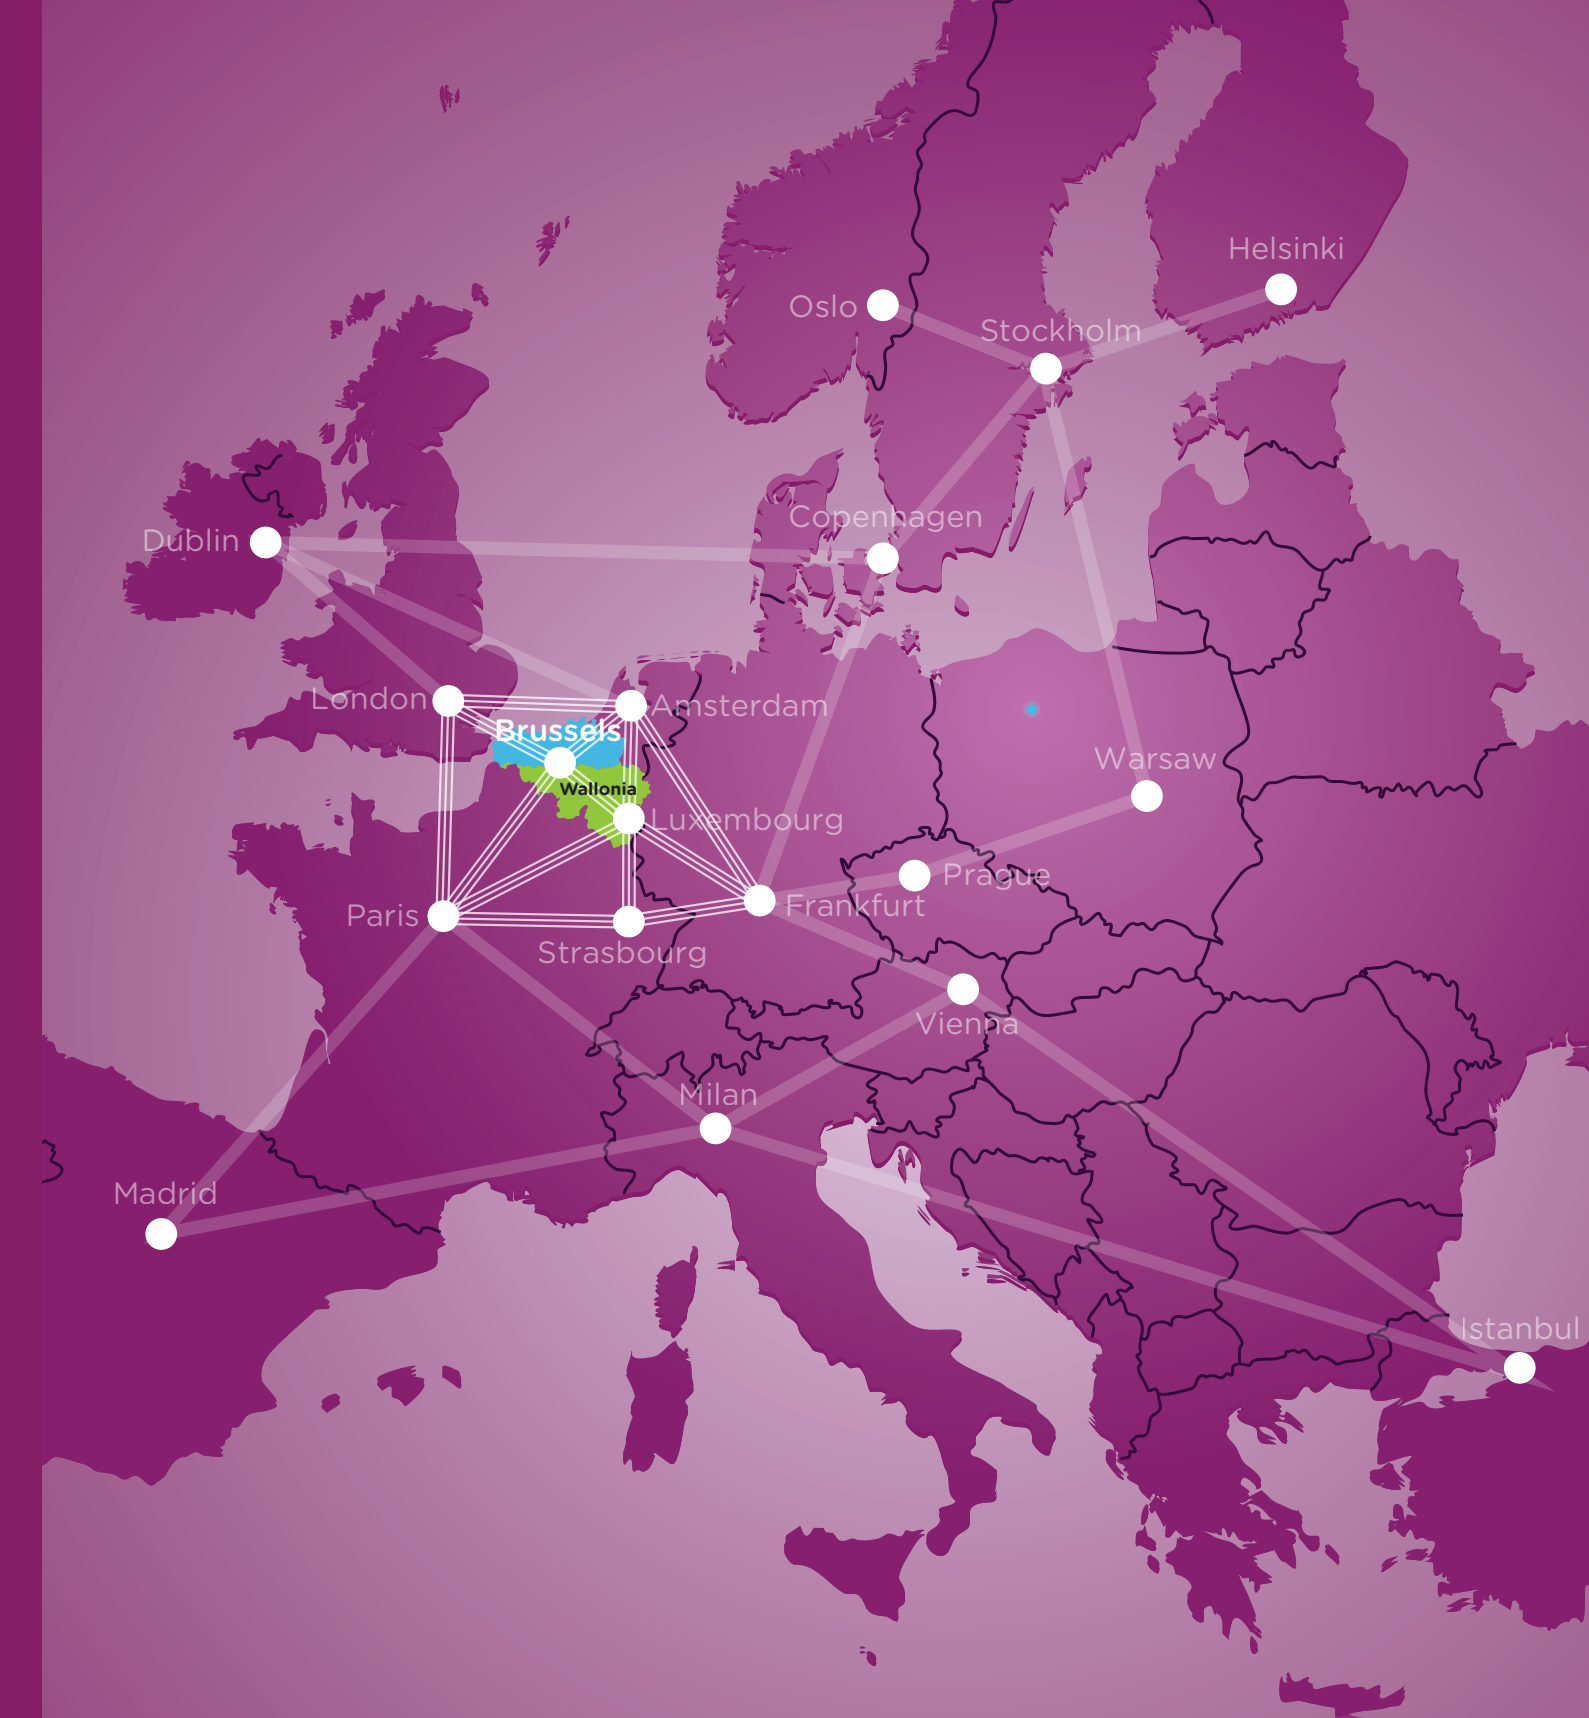 Helsinki
Oslo
Stockholm
Copenhagen
Dublin
London
Amsterdam
Brussels
Warsaw
Wallonia
Luxembourg
Prague
Frankfurt
Paris
Strasbourg
Vienna
Milan
Madrid
Istanbul